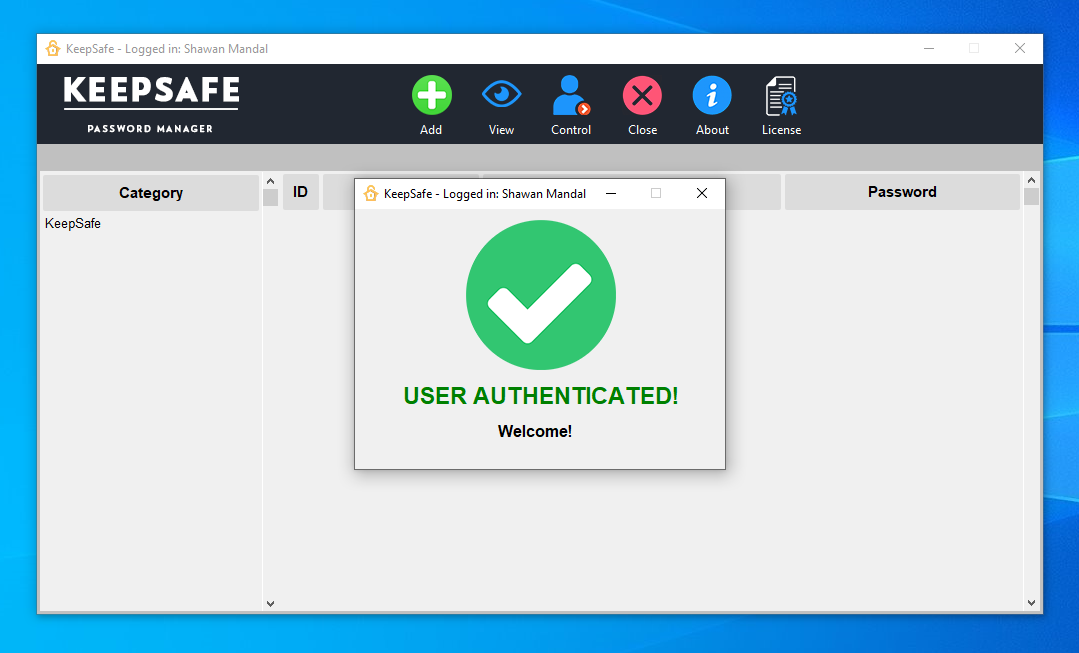 KeepSafe - Logged in: Shawan Mandal
KEEPSAFE
PASSWORD MANAGER
Add
View
Control
Close
About
License
Category
ID
Password
KeepSafe
KeepSafe - Logged in: Shawan Mandal
USER AUTHENTICATED!
Welcome!